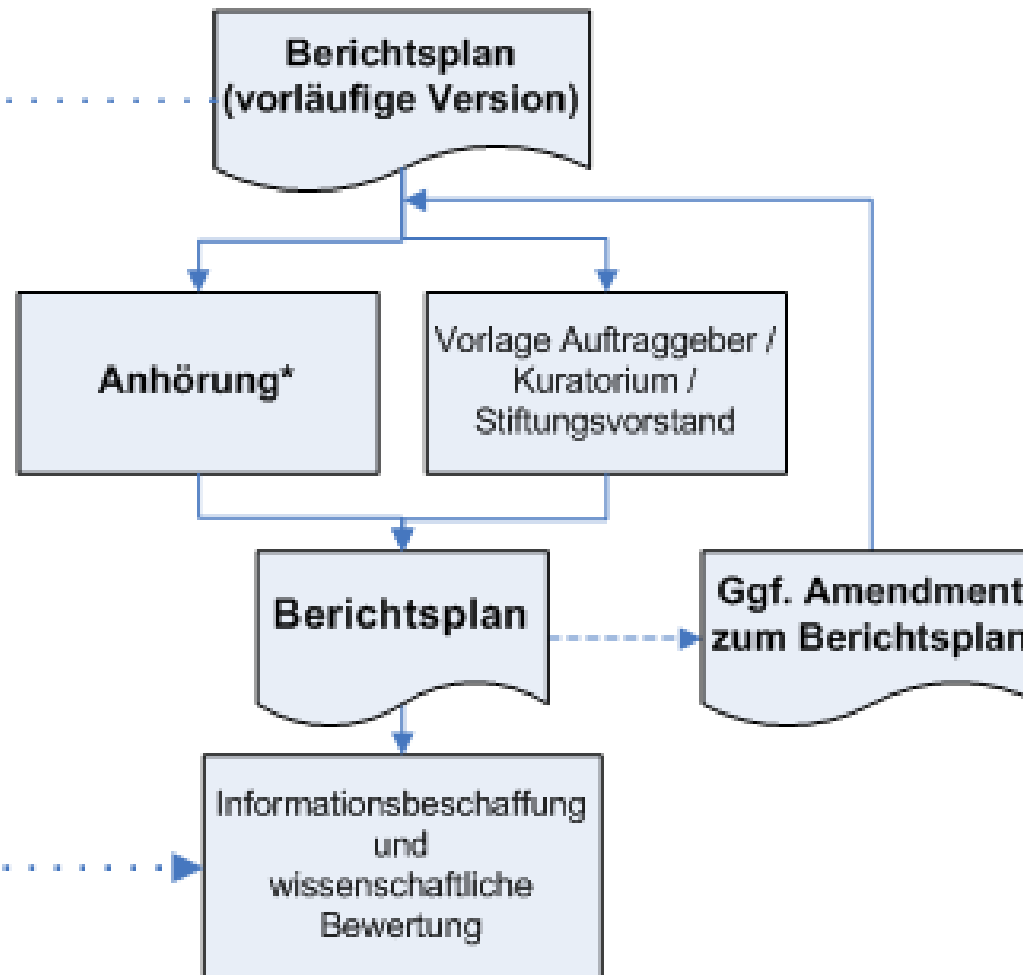 Berichtsplan
(vorläufige Version)
Anhörung*
Vorlage Auftraggeber /
Kuratorium /
Stiftungsvorstand
Berichtsplan
Ggf. Amendment
zum Berichtsplan
Informationsbeschaffung
und
wissenschaftliche
Bewertung